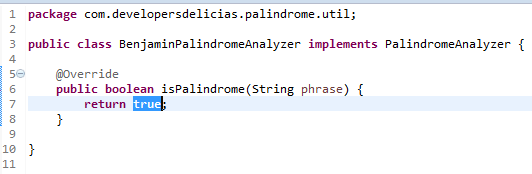 1 package com.developersdelicias.palindrome.util;
2
3 public class BenjaminPalindromeAnalyzer implements PalindromeAnalyzer {
4
5 @Override
6 public boolean isPalindrome(String phrase) {
7 return true;
8 }
9
10 }
11